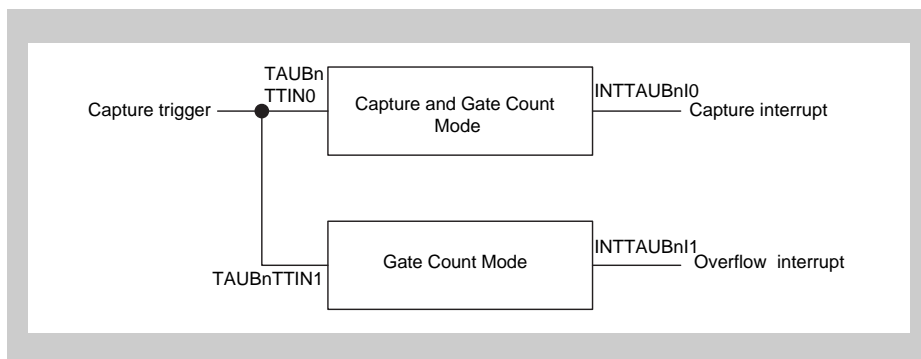 TAUBn
TTIN0
Capture trigger
Capture and Gate Count
Mode
INTTAUBnI0
Capture interrupt
TAUBnTTIN1
Gate Count Mode
INTTAUBnI1
Overflow interrupt